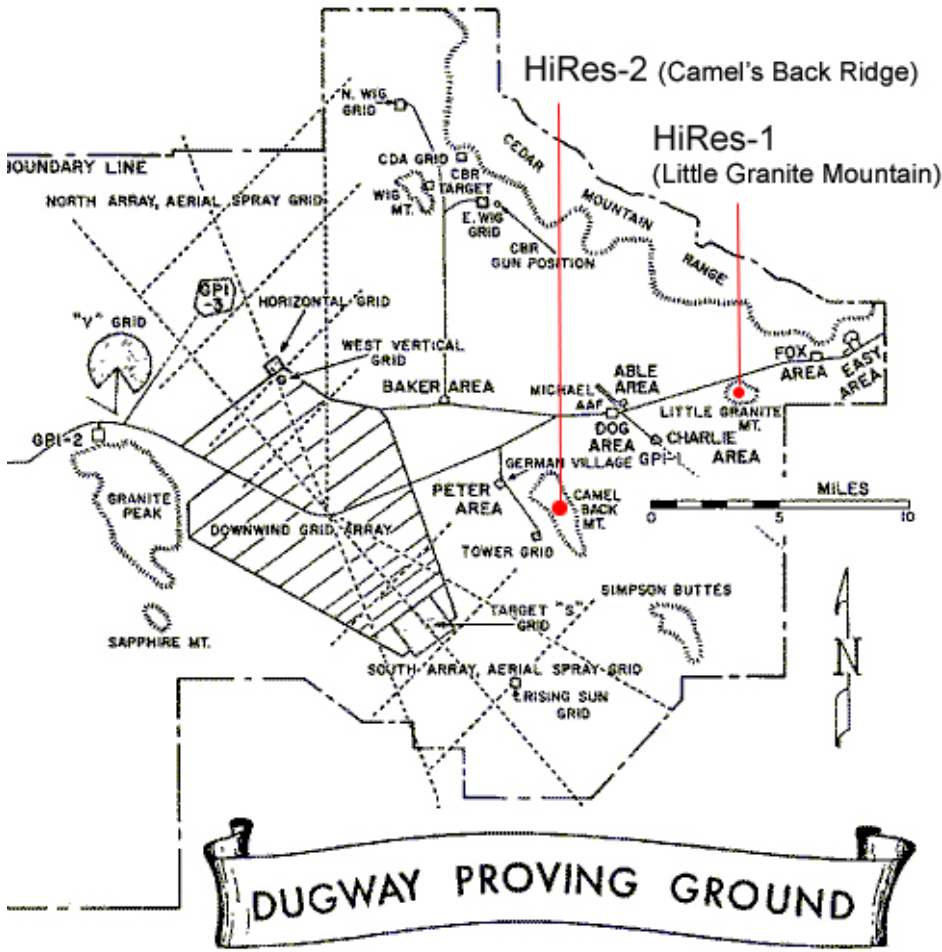 HiRes-2 (Camel's Back Ridge)
HiRes-1
(Little Granite Mountain)
N. WIG
GRID
CDA GRID
CBR
TARGET
WIG
MT.
E. WIG
GRID
CBR
GUN POSITION
CEDAR
MOUNTAIN
RANGE
BOUNDARY LINE
NORTH ARRAY, AERIAL SPRAY GRID
GPI
-3
HORIZONTAL GRID
"V" GRID
WEST VERTICAL
GRID
BAKER AREA
MICHAEL
AAF
ABLE
AREA
DOG
AREA
FOX
AREA
EASY
AREA
LITTLE GRANITE
MT.
CHARLIE
AREA
GPI-1
GPI-2
GRANITE
PEAK
GERMAN VILLAGE
PETER
AREA
CAMEL
BACK
MT.
MILES
0 5 10
DOWNWIND GRID ARRAY
TOWER GRID
TARGET "S"
GRID
SIMPSON BUTTES
SAPPHIRE MT.
SOUTH ARRAY, AERIAL SPRAY GRID
RISING SUN
GRID
N
DUGWAY PROVING GROUND